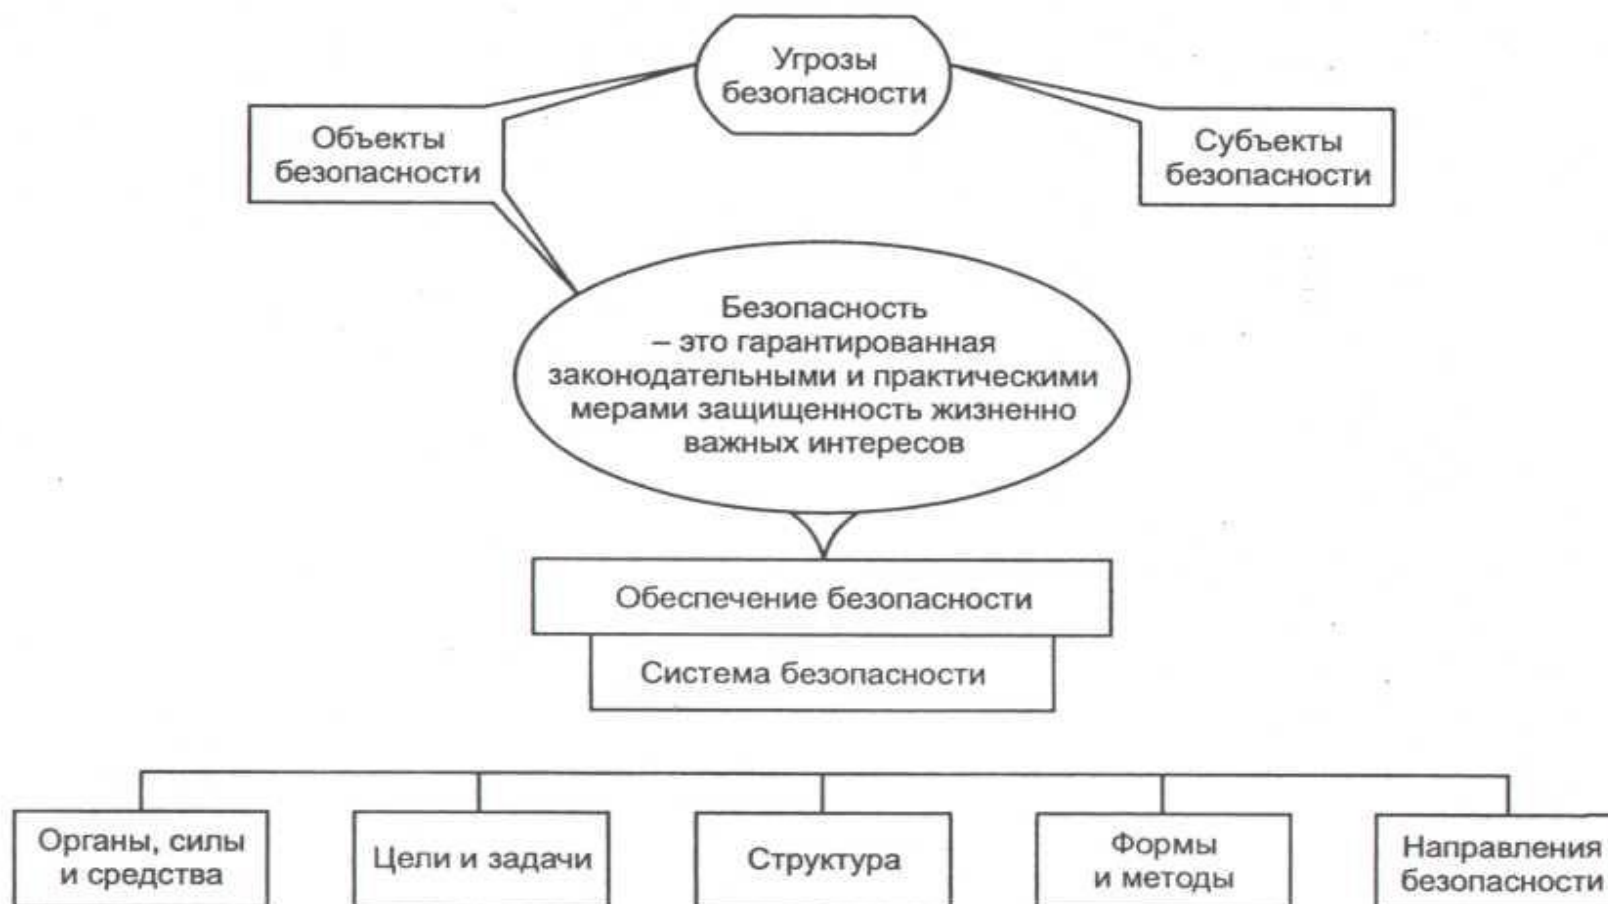 Угрозы
безопасности
Объекты
безопасности
Субъекты
безопасности
Безопасность
– это гарантированная
законодательными и практическими
мерами защищенность жизненно
важных интересов
Обеспечение безопасности
Система безопасности
Органы, силы
и средства
Цели и задачи
Структура
Формы
и методы
Направления
безопасности